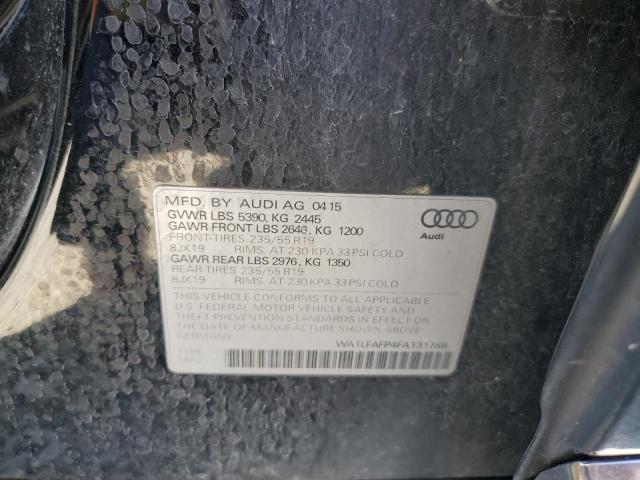 MFD. BY AUDI AG 04 15
GVWR LBS 5390, KG 2445
GAWR FRONT LBS 2646, KG 1200
FRONT-TIRES 235/55 R19
8JX19 RIMS, AT 230 KPA 33 PSI COLD
GAWR REAR LBS 2976, KG 1350
REAR TIRES 235/55 R19
8JX19 RIMS, AT 230 KPA 33 PSI COLD
THIS VEHICLE CONFORMS TO ALL APPLICABLE
U.S. FEDERAL MOTOR VEHICLE SAFETY AND
THEFT PREVENTION STANDARDS IN EFFECT ON
THE DATE OF MANUFACTURE SHOWN ABOVE
GERMANY
WA1LFAFP4FA131788
TYPE:
MPV
Audi